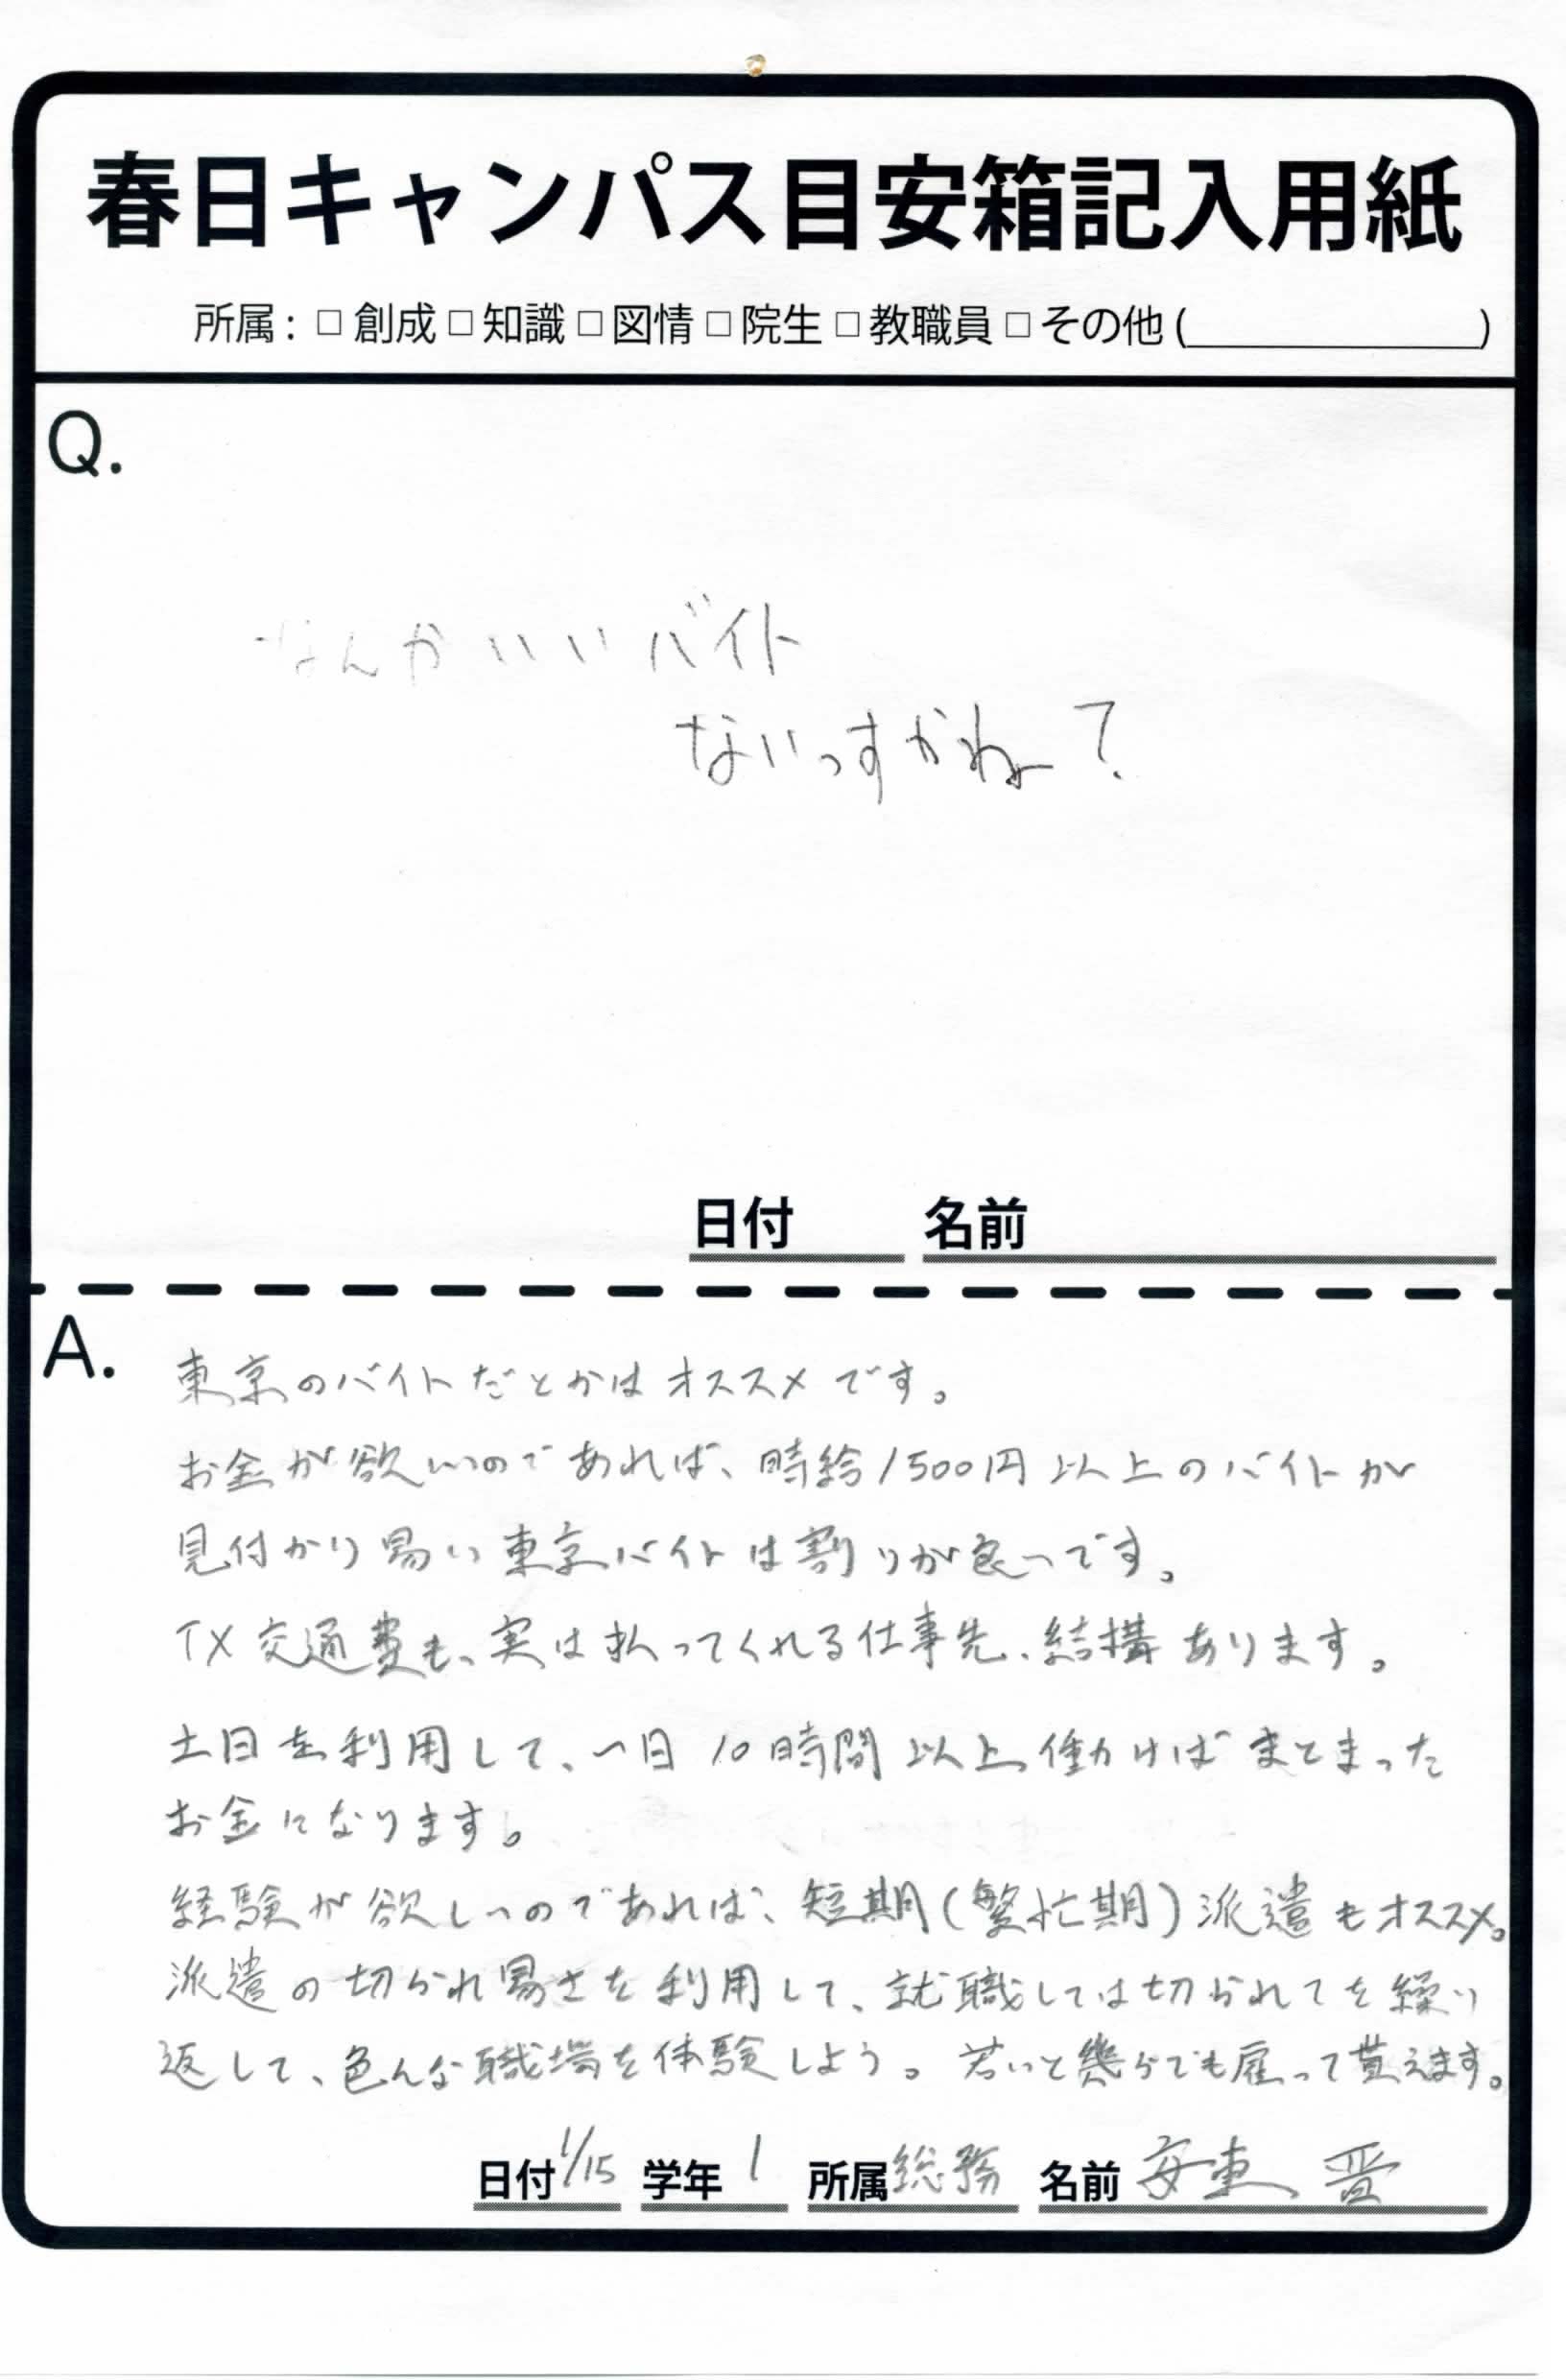 春日キャンパス目安箱記入用紙
所属：□ 創成 □ 知識 □ 図情 □ 院生 □ 教職員 □ その他 (____________)
Q.
なんかいいバイト
ないっすかねー？
日付 名前
A.
東京のバイトだとかはオススメです。
お金が欲しいのであれば、時給1500円以上のバイトが
見付かり易い東京バイトは割りが良いです。
TX交通費も、実は払ってくれる仕事先、結構あります。
土日を利用して、一日10時間以上働けばまとまった
お金になります。
経験が欲しいのであれば、短期(繁忙期)派遣もオススメ。
派遣の切られ易さを利用して、就職しては切られてを繰り
返して、色んな職場を体験しよう。若いと幾らでも雇って貰えます。
日付 1/15 学年 1 所属 総務 名前 安東 晋